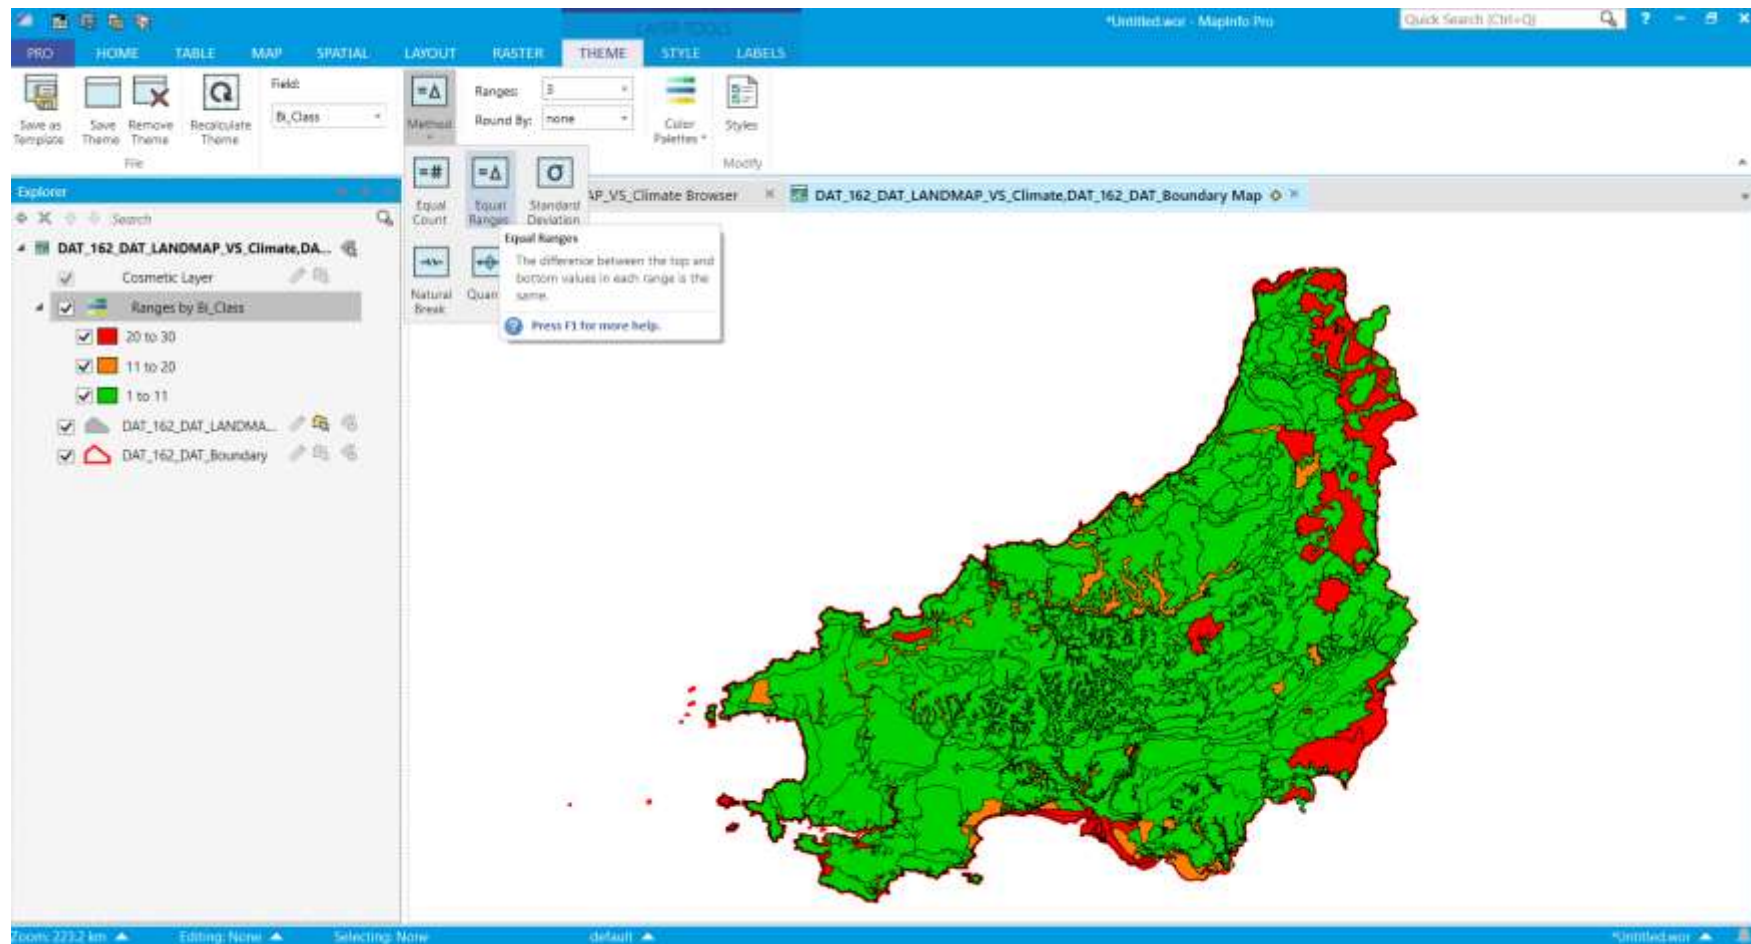 LAYER TOOLS
*Untitled.wor - MapInfo Pro
Quick Search (Ctrl+Q)
?
PRO HOME TABLE MAP SPATIAL LAYOUT RASTER THEME STYLE LABELS
Save as Template
Save Theme
Remove Theme
Recalculate Theme
File
Field:
Bi_Class
Method
Ranges: 3
Round By: none
Color Palettes
Styles
Modify
Equal Count
Equal Ranges
Standard Deviation
Natural Break
Quan
Equal Ranges
The difference between the top and
bottom values in each range is the
same.
Press F1 for more help.
AP_VS_Climate Browser
DAT_162_DAT_LANDMAP_VS_Climate,DAT_162_DAT_Boundary Map
Explorer
Search
DAT_162_DAT_LANDMAP_VS_Climate,DA...
Cosmetic Layer
Ranges by Bi_Class
20 to 30
11 to 20
1 to 11
DAT_162_DAT_LANDMA...
DAT_162_DAT_Boundary
Zoom: 223.2 km Editing: None Selecting: None default *Untitled.wor